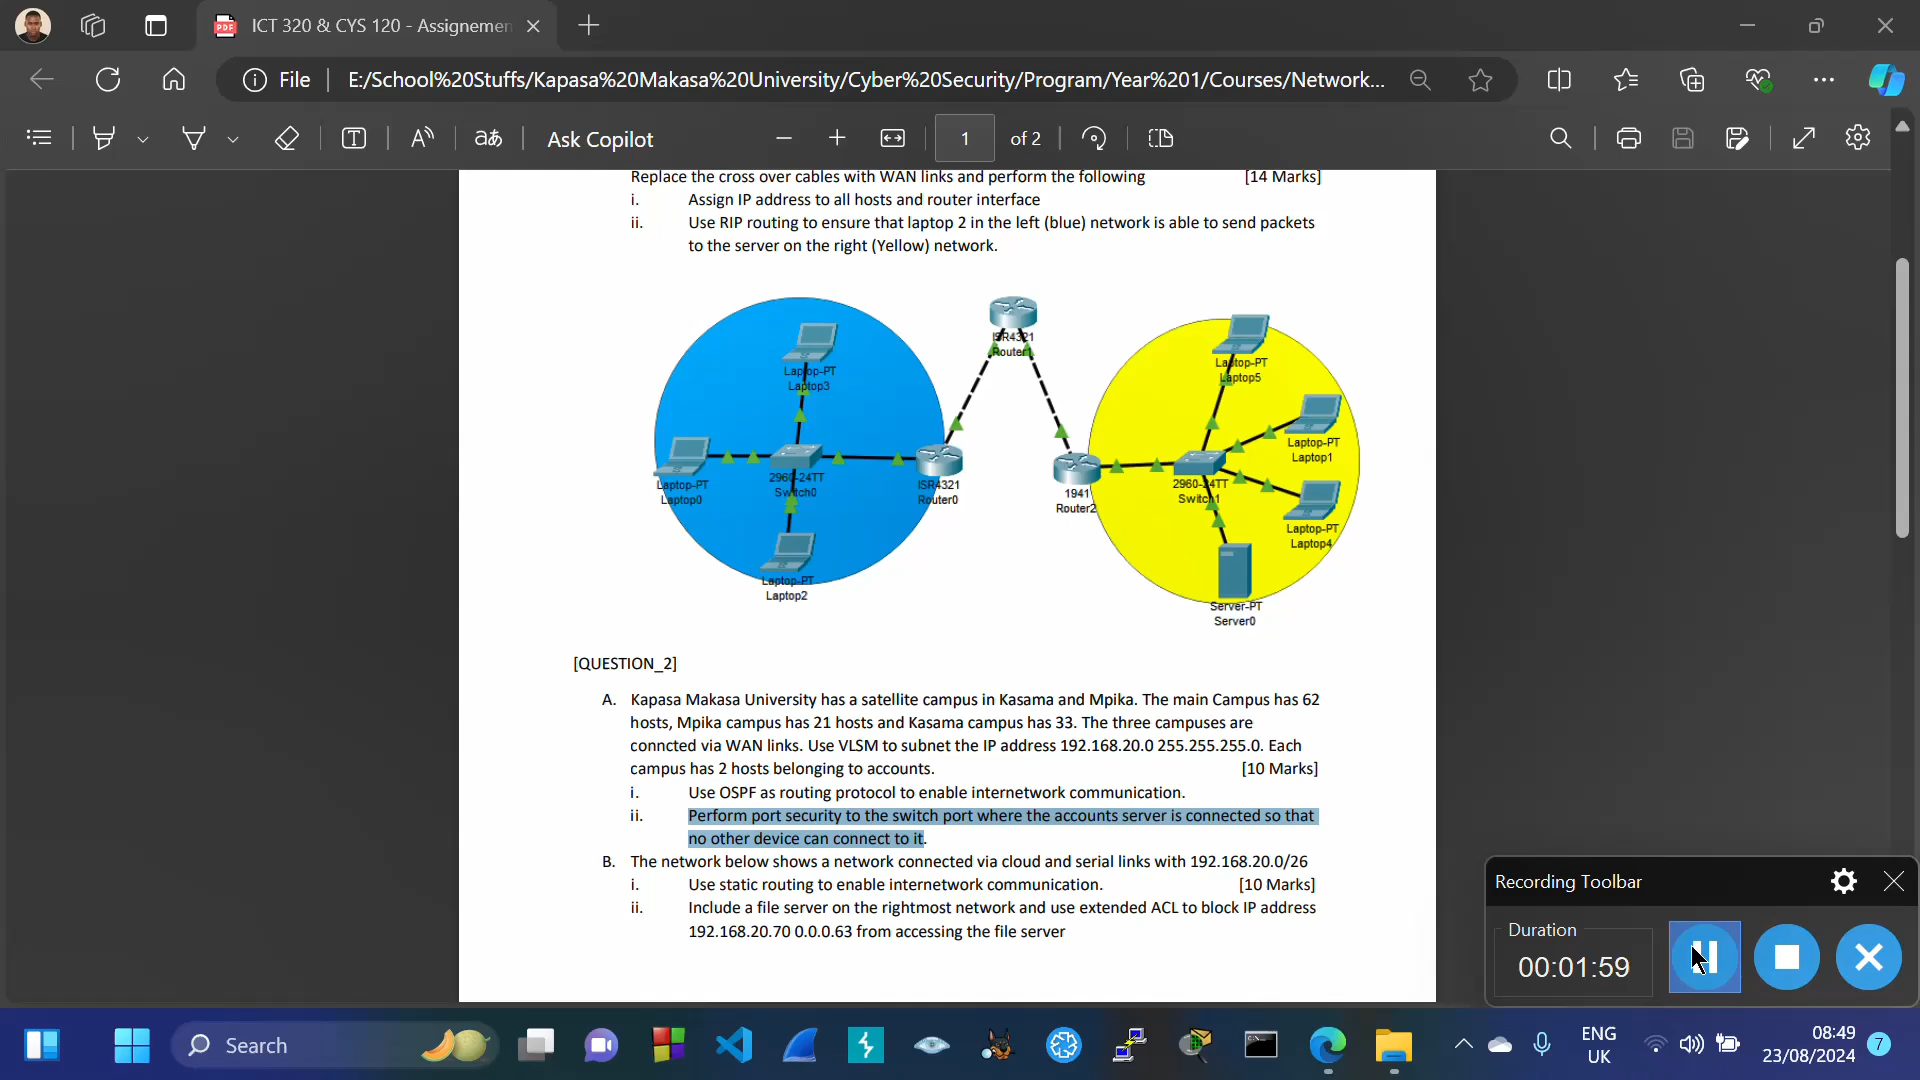 ICT 320 & CYS 120 - Assignemen
File
E:/School%20Stuffs/Kapasa%20Makasa%20University/Cyber%20Security/Program/Year%201/Courses/Network...
Ask Copilot
1 of 2
Replace the cross over cables with WAN links and perform the following [14 Marks]
i. Assign IP address to all hosts and router interface
ii. Use RIP routing to ensure that laptop 2 in the left (blue) network is able to send packets
to the server on the right (Yellow) network.
ISR4321
Router1
Laptop-PT
Laptop3
Laptop-PT
Laptop5
Laptop-PT
Laptop1
Laptop-PT
Laptop0
2960-24TT
Switch0
ISR4321
Router0
1941
Router2
2960-24TT
Switch1
Laptop-PT
Laptop4
Laptop-PT
Laptop2
Server-PT
Server0
[QUESTION_2]
A. Kapasa Makasa University has a satellite campus in Kasama and Mpika. The main Campus has 62
hosts, Mpika campus has 21 hosts and Kasama campus has 33. The three campuses are
conncted via WAN links. Use VLSM to subnet the IP address 192.168.20.0 255.255.255.0. Each
campus has 2 hosts belonging to accounts. [10 Marks]
i. Use OSPF as routing protocol to enable internetwork communication.
ii. Perform port security to the switch port where the accounts server is connected so that
no other device can connect to it.
B. The network below shows a network connected via cloud and serial links with 192.168.20.0/26
i. Use static routing to enable internetwork communication. [10 Marks]
ii. Include a file server on the rightmost network and use extended ACL to block IP address
192.168.20.70 0.0.0.63 from accessing the file server
Recording Toolbar
Duration
00:01:59
Search
ENG
UK
08:49
23/08/2024
7